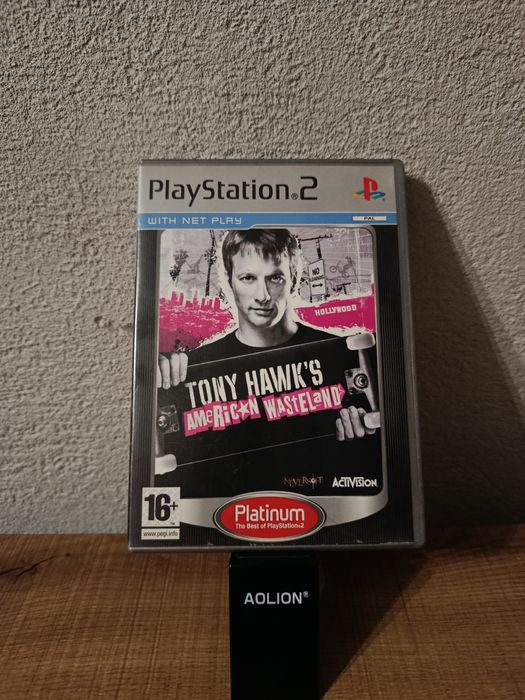 PlayStation®2
WITH NET PLAY
PAL
NO
HOLLYWOOD
TONY HAWK'S
AMERICAN WASTELAND
NEVERSOFT
ACTIVISION
16+
www.pegi.info
Platinum
The Best of PlayStation®2
AOLION®